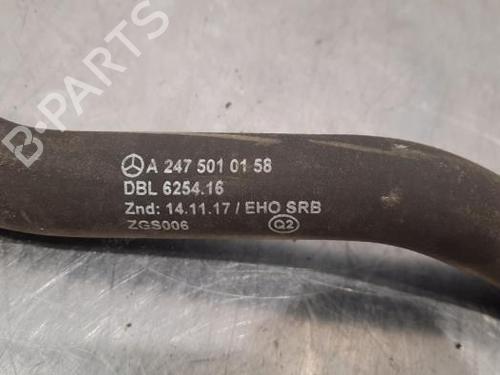 B-PARTS
A 247 501 01 58
DBL 6254.16
Znd: 14.11.17 / EHO SRB
ZGS006
Q2